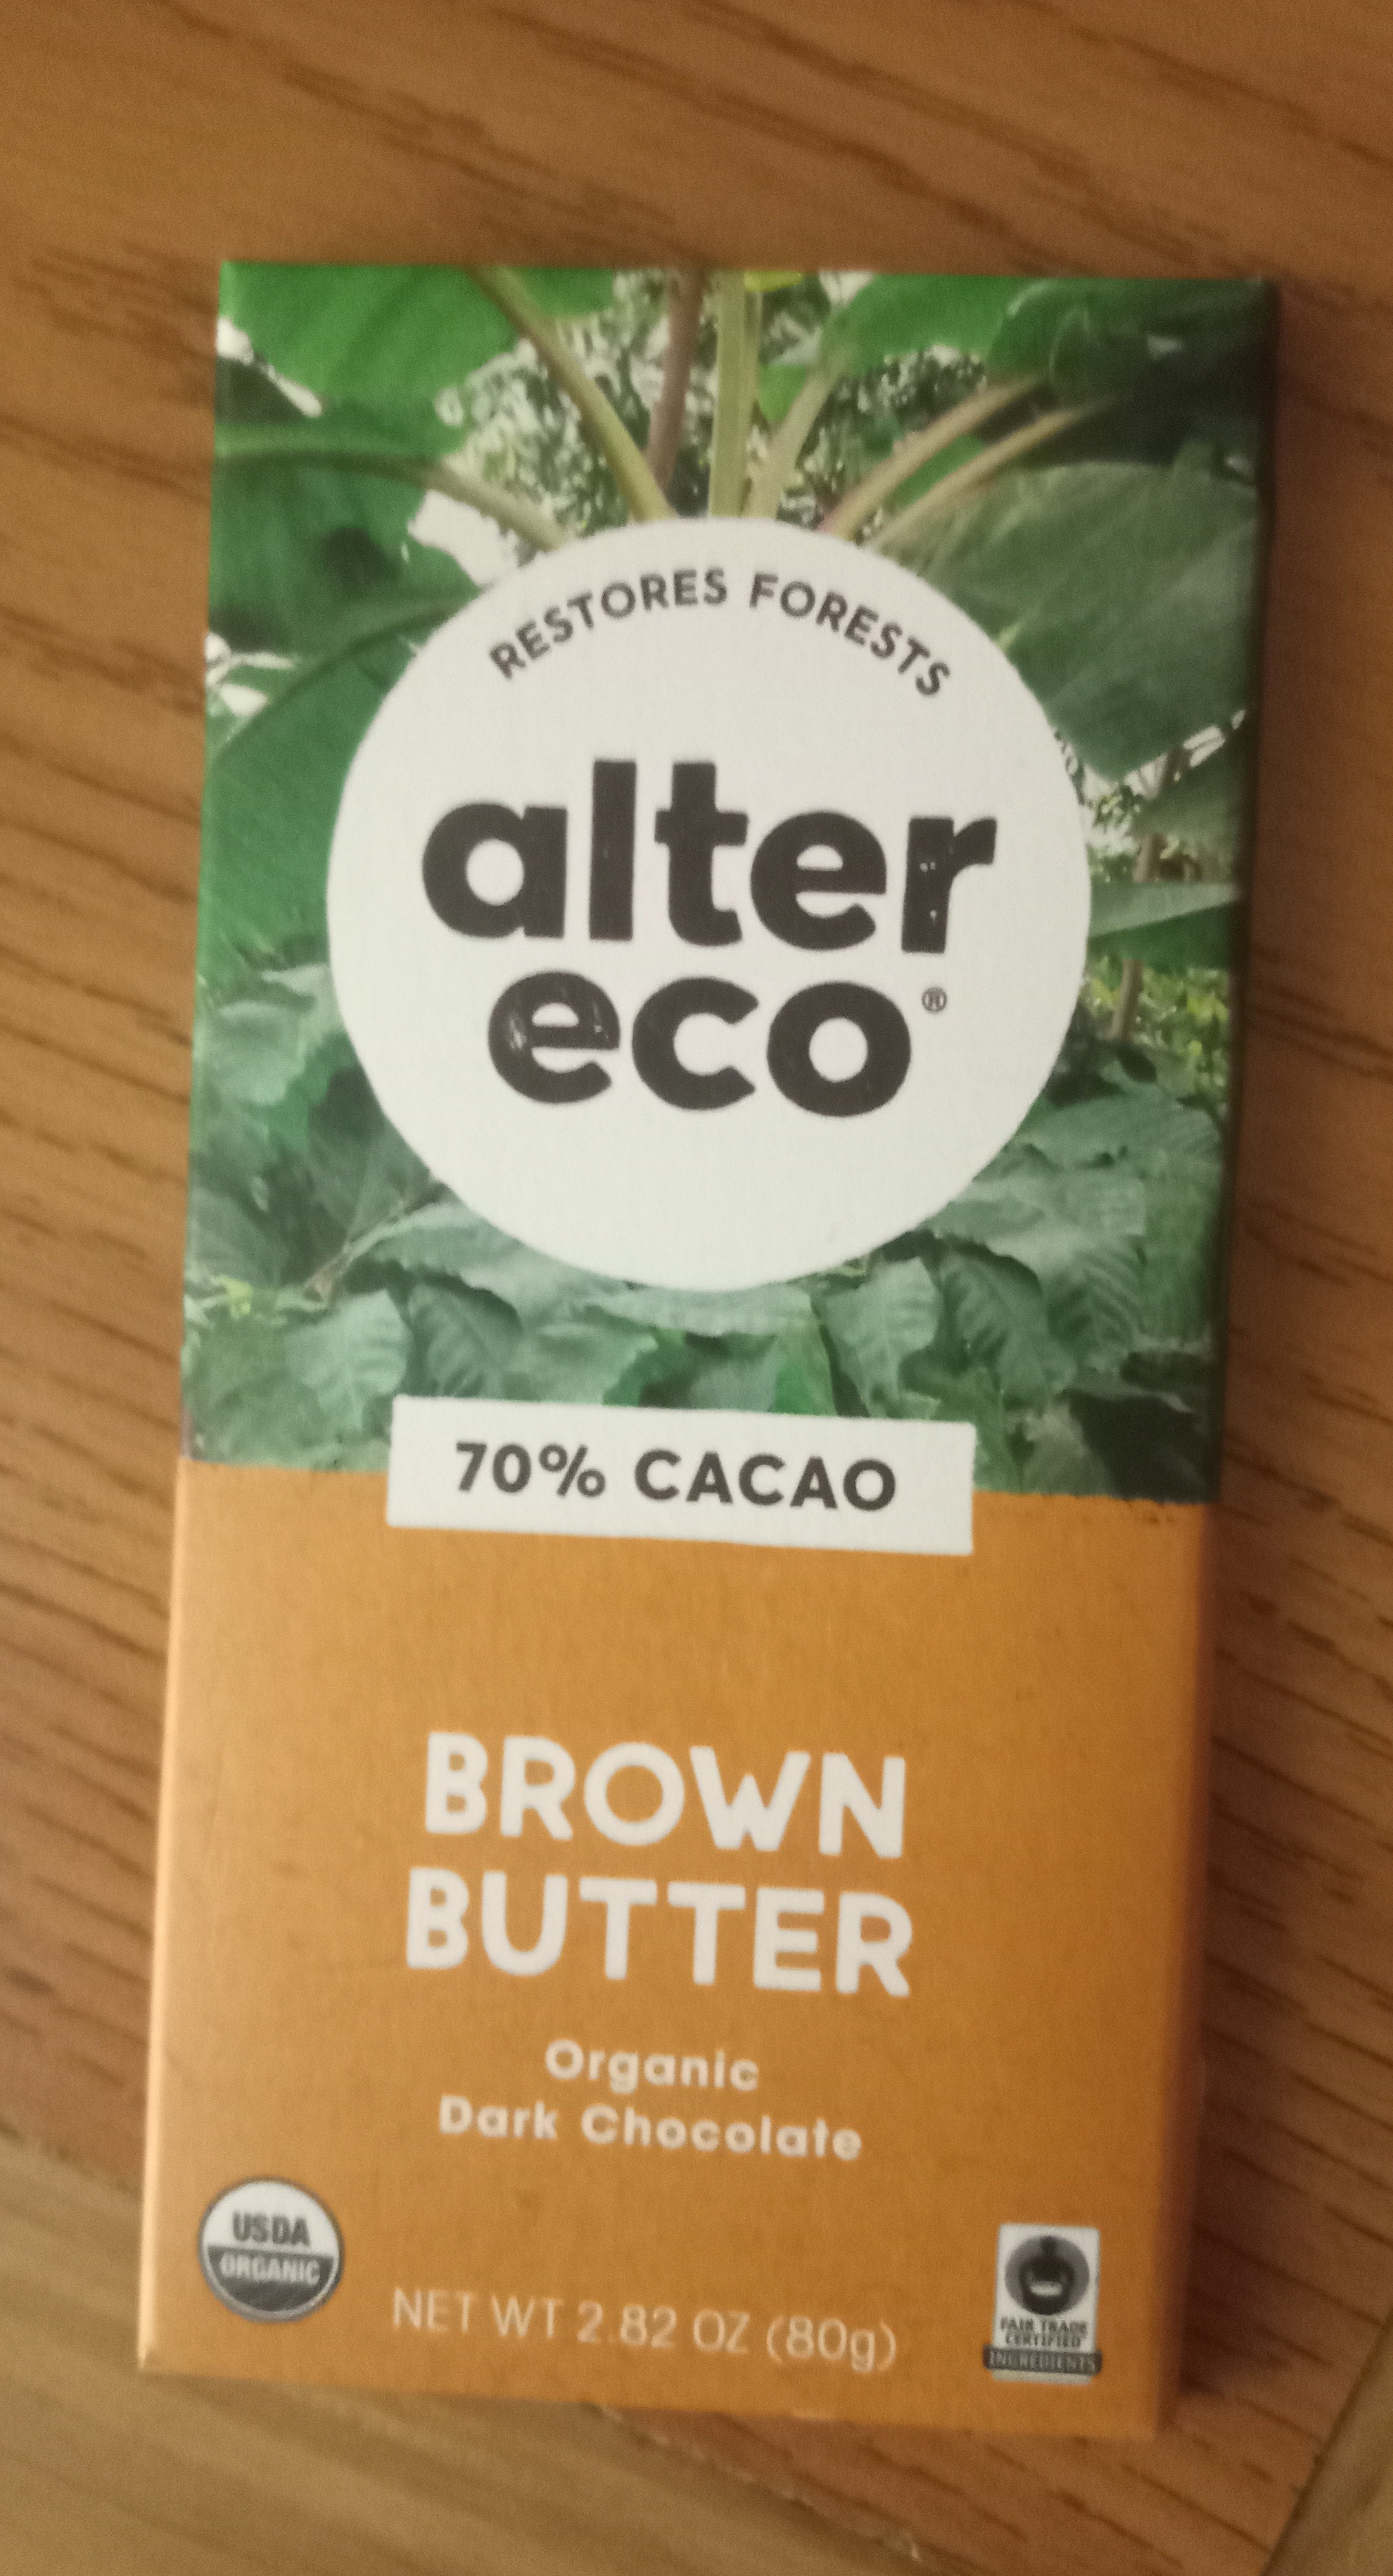 RESTORES FORESTS
alter
eco®
70% CACAO
BROWN
BUTTER
Organic
Dark Chocolate
USDA
ORGANIC
NET WT 2.82 OZ (80g)
FAIR TRADE
CERTIFIED
INGREDIENTS